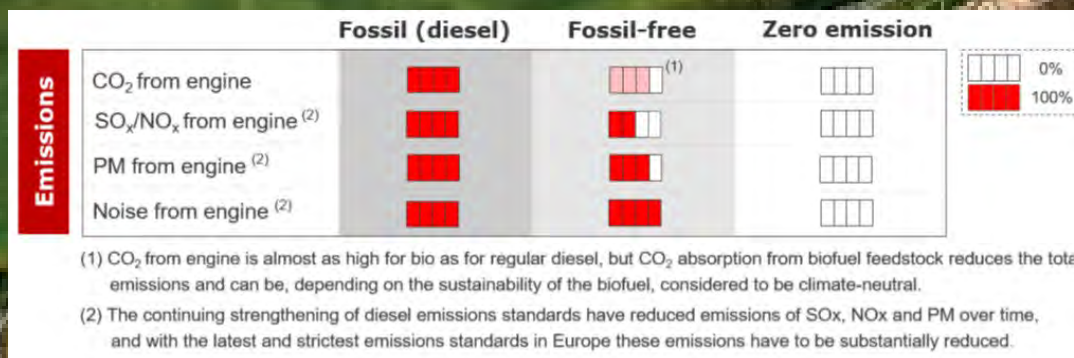 Fossil (diesel) Fossil-free Zero emission
Emissions
CO₂ from engine (1)
SOₓ/NOₓ from engine (2)
PM from engine (2)
Noise from engine (2)
0%
100%
(1) CO₂ from engine is almost as high for bio as for regular diesel, but CO₂ absorption from biofuel feedstock reduces the
emissions and can be, depending on the sustainability of the biofuel, considered to be climate-neutral.
(2) The continuing strengthening of diesel emissions standards have reduced emissions of SOx, NOx and PM over time,
and with the latest and strictest emissions standards in Europe these emissions have to be substantially reduced.